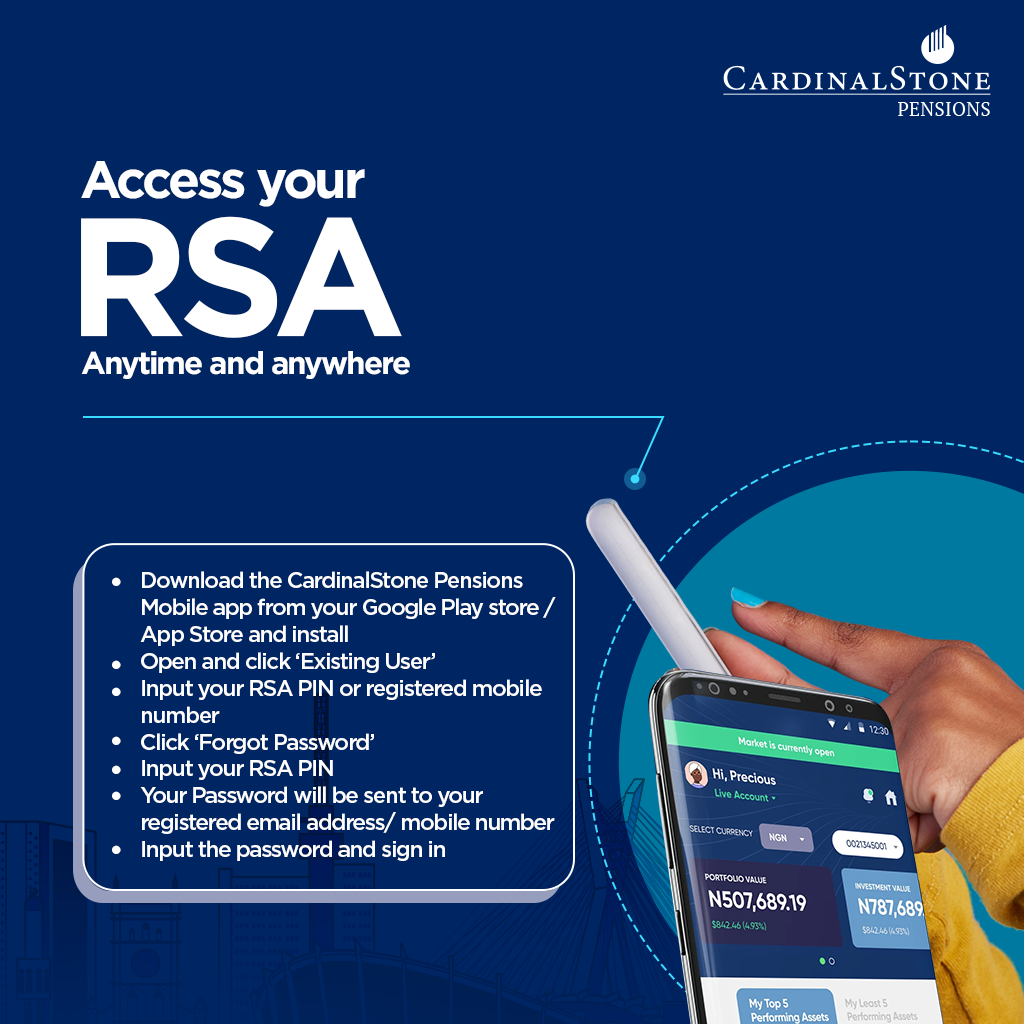 CARDINALSTONE
PENSIONS
Access your
RSA
Anytime and anywhere
• Download the CardinalStone Pensions
Mobile app from your Google Play store /
App Store and install
• Open and click ‘Existing User’
• Input your RSA PIN or registered mobile
number
• Click ‘Forgot Password’
• Input your RSA PIN
• Your Password will be sent to your
registered email address/ mobile number
• Input the password and sign in
12:30
Market is currently open
Hi, Precious
Live Account
SELECT CURRENCY
NGN
0021345001
PORTFOLIO VALUE
N507,689.19
$842.46 (4.93%)
INVESTMENT VALUE
N787,689.
$842.46 (4.93%)
My Top 5
Performing Assets
My Least 5
Performing Assets